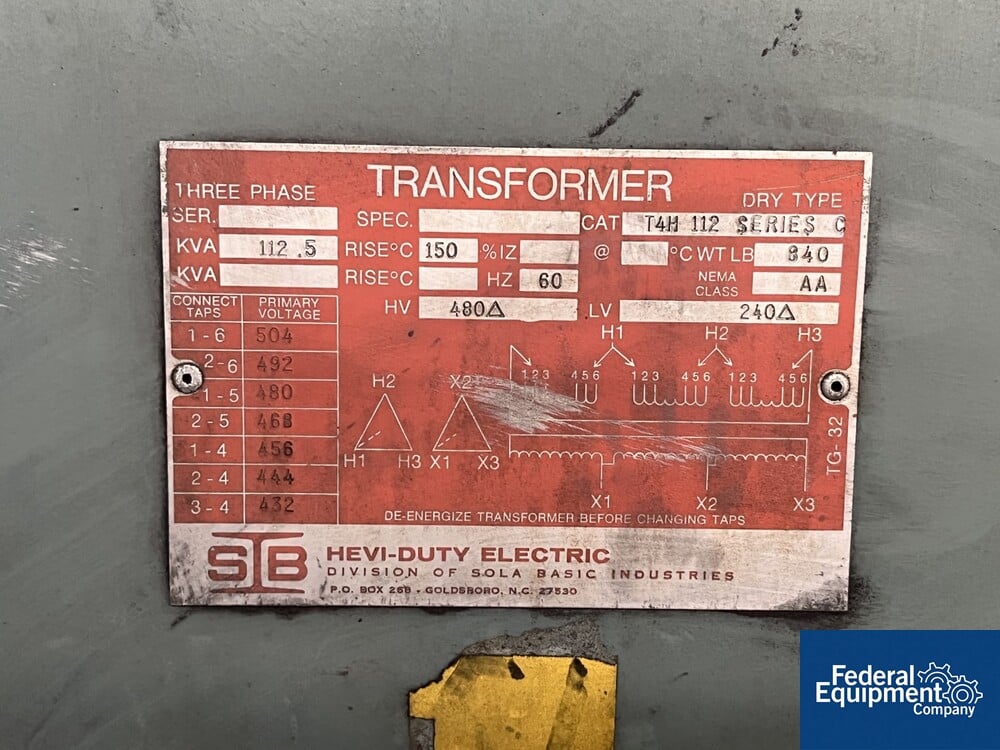 TRANSFORMER
THREE PHASE DRY TYPE
SER. SPEC. CAT T4H 112 SERIES C
KVA 112.5 RISE°C 150 %IZ @ °C WT LB 840
KVA RISE°C HZ 60 NEMA CLASS AA
HV 480Δ LV 240Δ
CONNECT TAPS PRIMARY VOLTAGE
1-6 504
2-6 492
1-5 480
2-5 468
1-4 456
2-4 444
3-4 432
H2 X2
H1 H3 X1 X3
H1 H2 H3
123 456 123 456 123 456
X1 X2 X3
TG-32
DE-ENERGIZE TRANSFORMER BEFORE CHANGING TAPS
SB HEVI-DUTY ELECTRIC
DIVISION OF SOLA BASIC INDUSTRIES
P.O. BOX 268 · GOLDSBORO, N.C. 27530
Federal
Equipment
Company